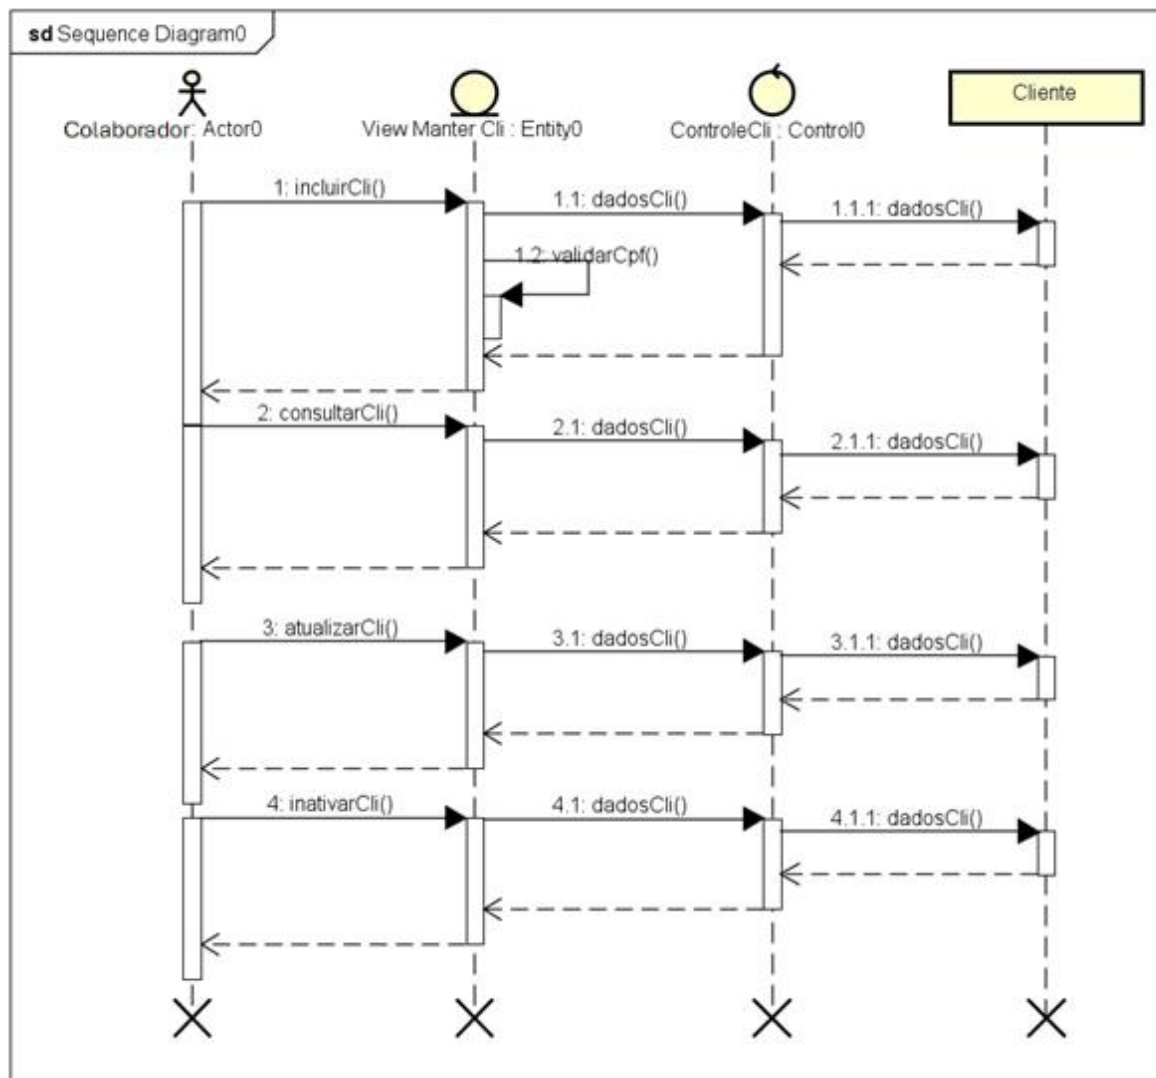 sd Sequence Diagram0
Colaborador: Actor0
View Manter Cli : Entity0
ControleCli : Control0
Cliente
1: incluirCli()
1.1: dadosCli()
1.1.1: dadosCli()
1.2: validarCpf()
2: consultarCli()
2.1: dadosCli()
2.1.1: dadosCli()
3: atualizarCli()
3.1: dadosCli()
3.1.1: dadosCli()
4: inativarCli()
4.1: dadosCli()
4.1.1: dadosCli()